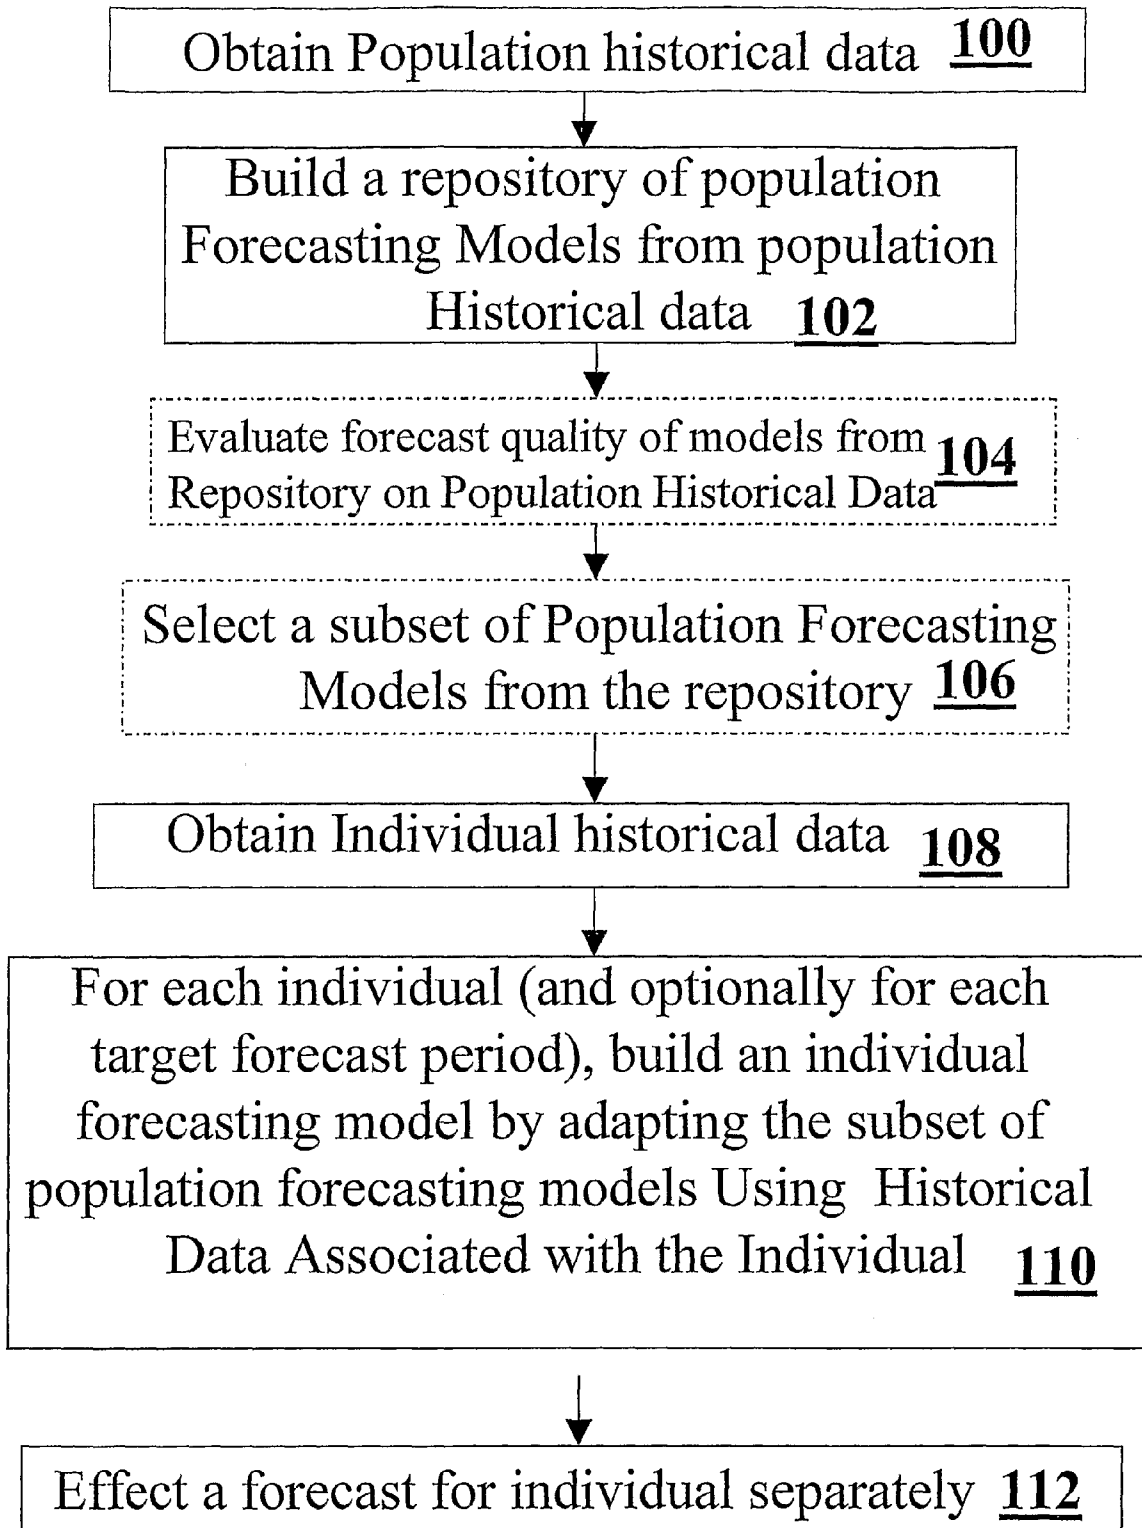 Obtain Population historical data 100
Build a repository of population
Forecasting Models from population
Historical data 102
Evaluate forecast quality of models from 104
Repository on Population Historical Data
Select a subset of Population Forecasting
Models from the repository 106
Obtain Individual historical data 108
For each individual (and optionally for each
target forecast period), build an individual
forecasting model by adapting the subset of
population forecasting models Using Historical
Data Associated with the Individual 110
Effect a forecast for individual separately 112